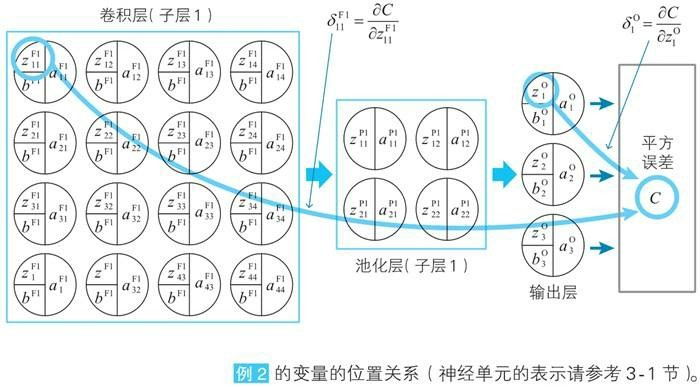 卷积层(子层1)
δ₁₁^F1 = ∂C/∂z₁₁^F1
δ₁^O = ∂C/∂z₁^O
z₁₁^F1 a₁₁^F1 z₁₂^F1 a₁₂^F1 z₁₃^F1 a₁₃^F1 z₁₄^F1 a₁₄^F1
b^F1 b^F1 b^F1 b^F1
z₂₁^F1 a₂₁^F1 z₂₂^F1 a₂₂^F1 z₂₃^F1 a₂₃^F1 z₂₄^F1 a₂₄^F1
b^F1 b^F1 b^F1 b^F1
z₃₁^F1 a₃₁^F1 z₃₂^F1 a₃₂^F1 z₃₃^F1 a₃₃^F1 z₃₄^F1 a₃₄^F1
b^F1 b^F1 b^F1 b^F1
z₁^F1 a₁^F1 z₁^F1 a₃₂^F1 z₄₄^F1 a₄₃^F1 z₄₄^F1 a₄₄^F1
b^F1 b^F1 b^F1 b^F1
z₁₁^P1 a₁₁^P1 z₁₂^P1 a₁₂^P1
z₂₁^P1 a₂₁^P1 z₂₂^P1 a₂₂^P1
池化层(子层1)
z₁^O a₁^O
b₁^O
z₂^O a₂^O
b₂^O
z₃^O a₃^O
b₃^O
输出层
平方
误差
C
例2 的变量的位置关系(神经单元的表示请参考3-1节)。